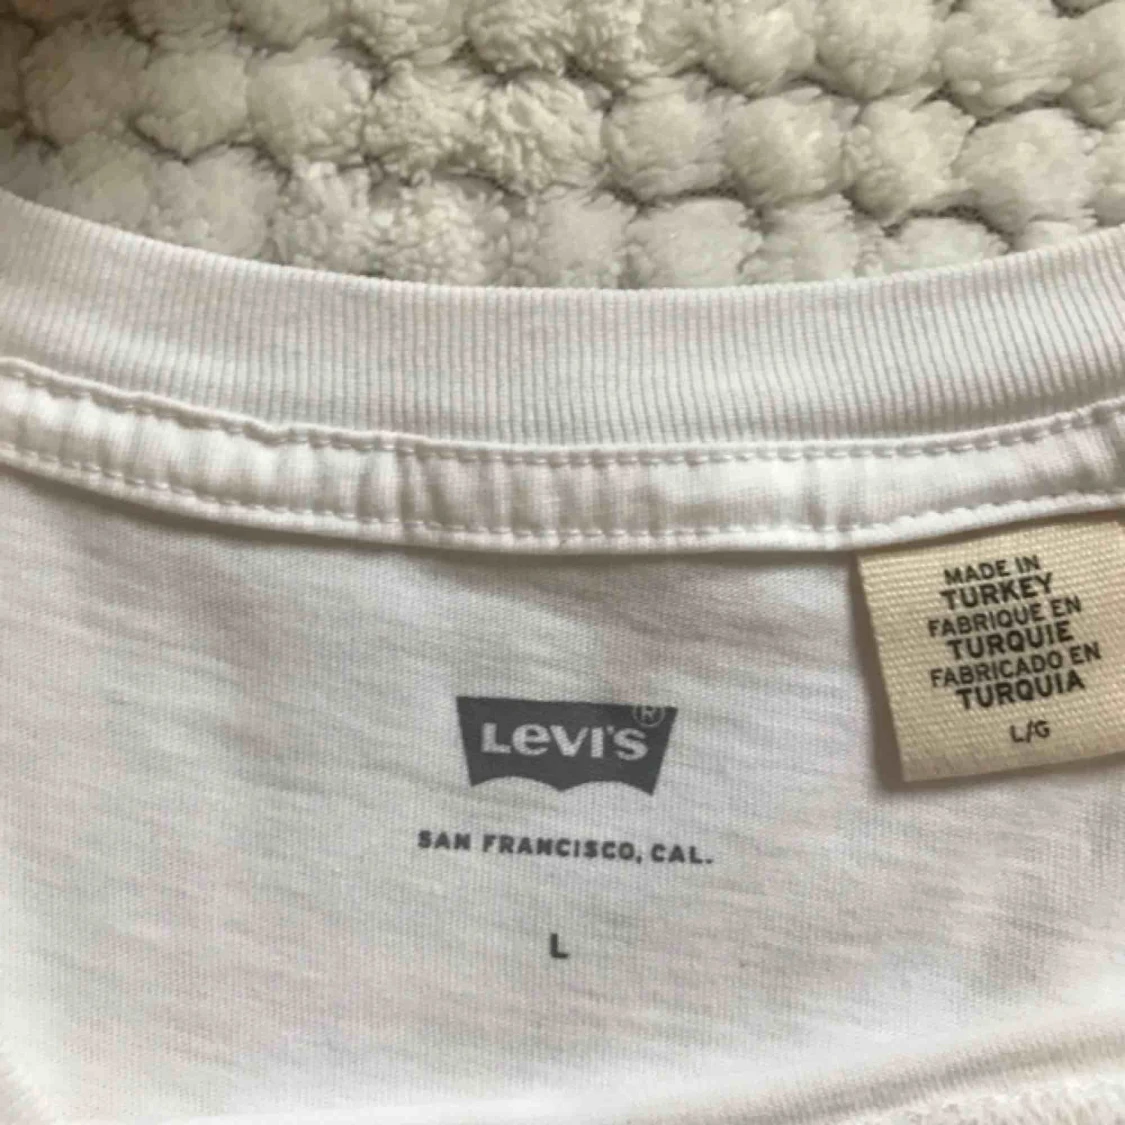 MADE IN
TURKEY
FABRIQUE EN
TURQUIE
FABRICADO EN
TURQUIA
L/G
Levi's®
SAN FRANCISCO, CAL.
L